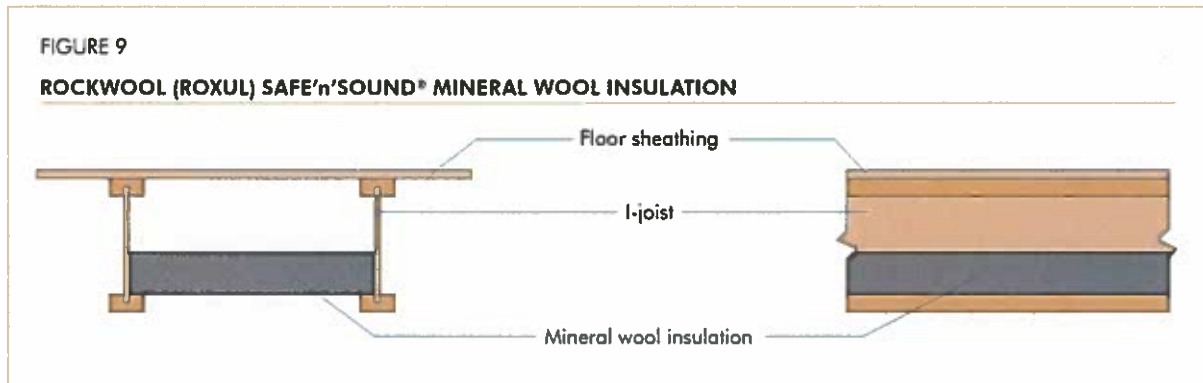 FIGURE 9
ROCKWOOL (ROXUL) SAFE'n'SOUND® MINERAL WOOL INSULATION
Floor sheathing
I-joist
Mineral wool insulation